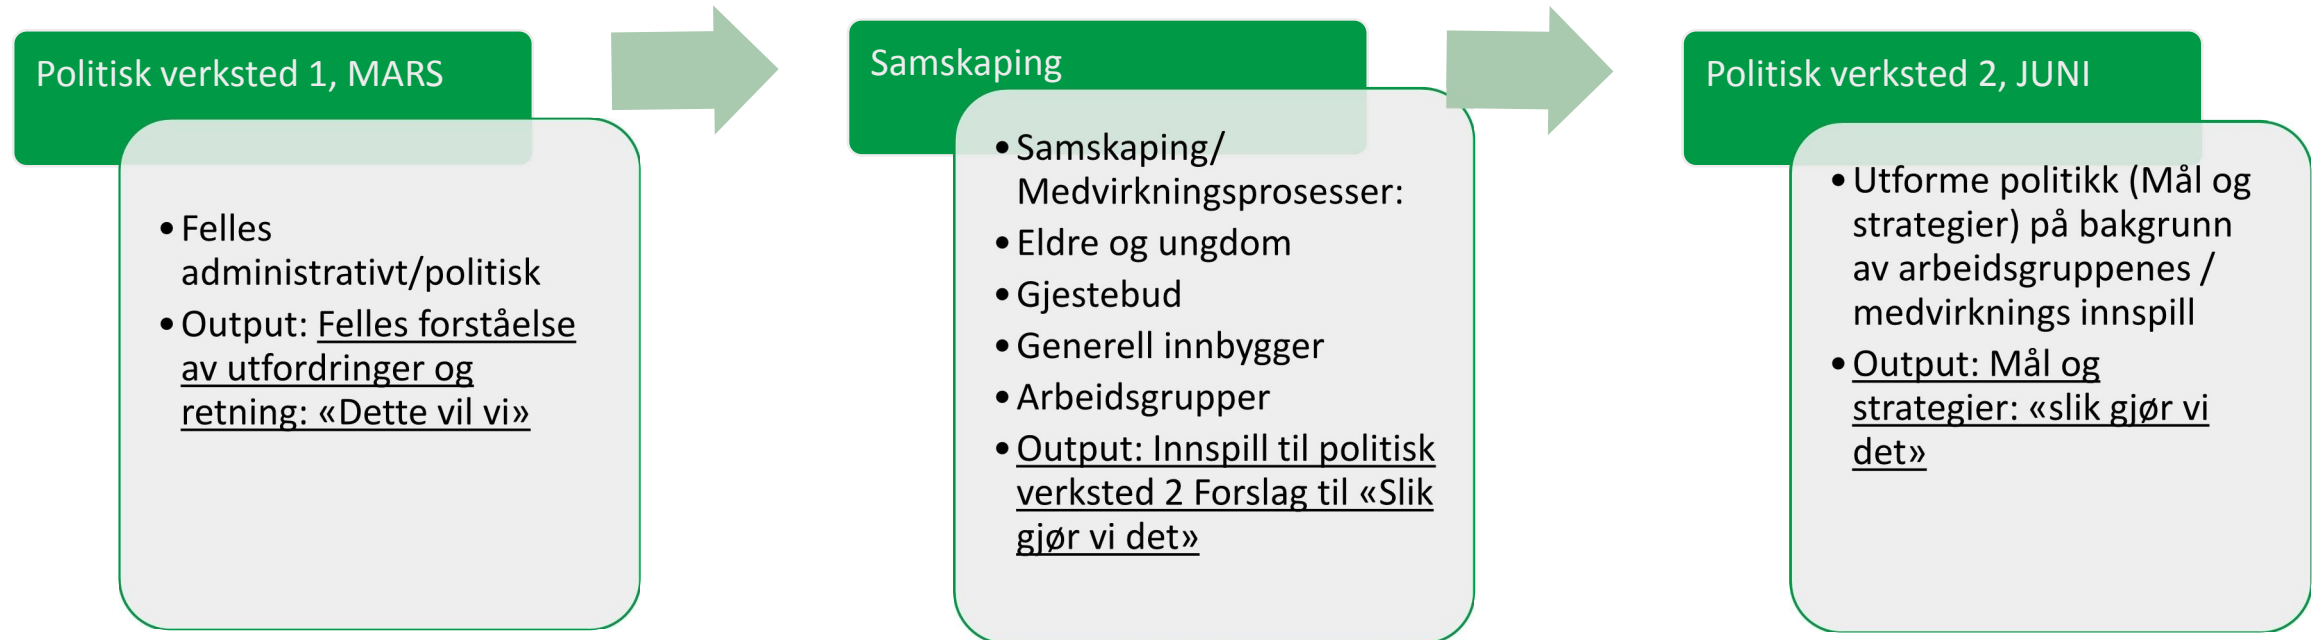 Politisk verksted 1, MARS
• Felles
administrativt/politisk
• Output: Felles forståelse
av utfordringer og
retning: «Dette vil vi»
Samskaping
• Samskaping/
Medvirkningsprosesser:
• Eldre og ungdom
• Gjestebud
• Generell innbygger
• Arbeidsgrupper
• Output: Innspill til politisk
verksted 2 Forslag til «Slik
gjør vi det»
Politisk verksted 2, JUNI
• Utforme politikk (Mål og
strategier) på bakgrunn
av arbeidsgruppenes /
medvirknings innspill
• Output: Mål og
strategier: «slik gjør vi
det»